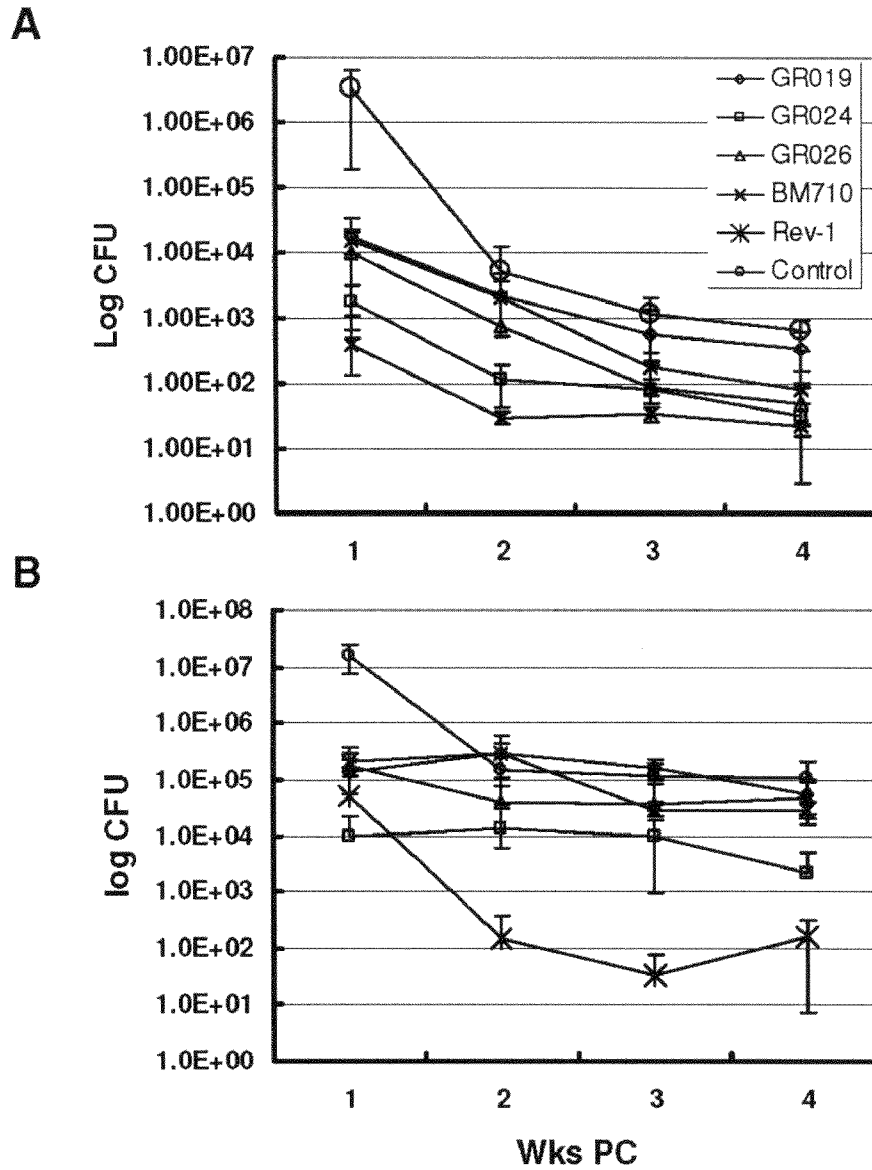 A
Log CFU
1.00E+07
1.00E+06
1.00E+05
1.00E+04
1.00E+03
1.00E+02
1.00E+01
1.00E+00
GR019
GR024
GR026
BM710
Rev-1
Control
1 2 3 4
B
log CFU
1.0E+08
1.0E+07
1.0E+06
1.0E+05
1.0E+04
1.0E+03
1.0E+02
1.0E+01
1.0E+00
1 2 3 4
Wks PC